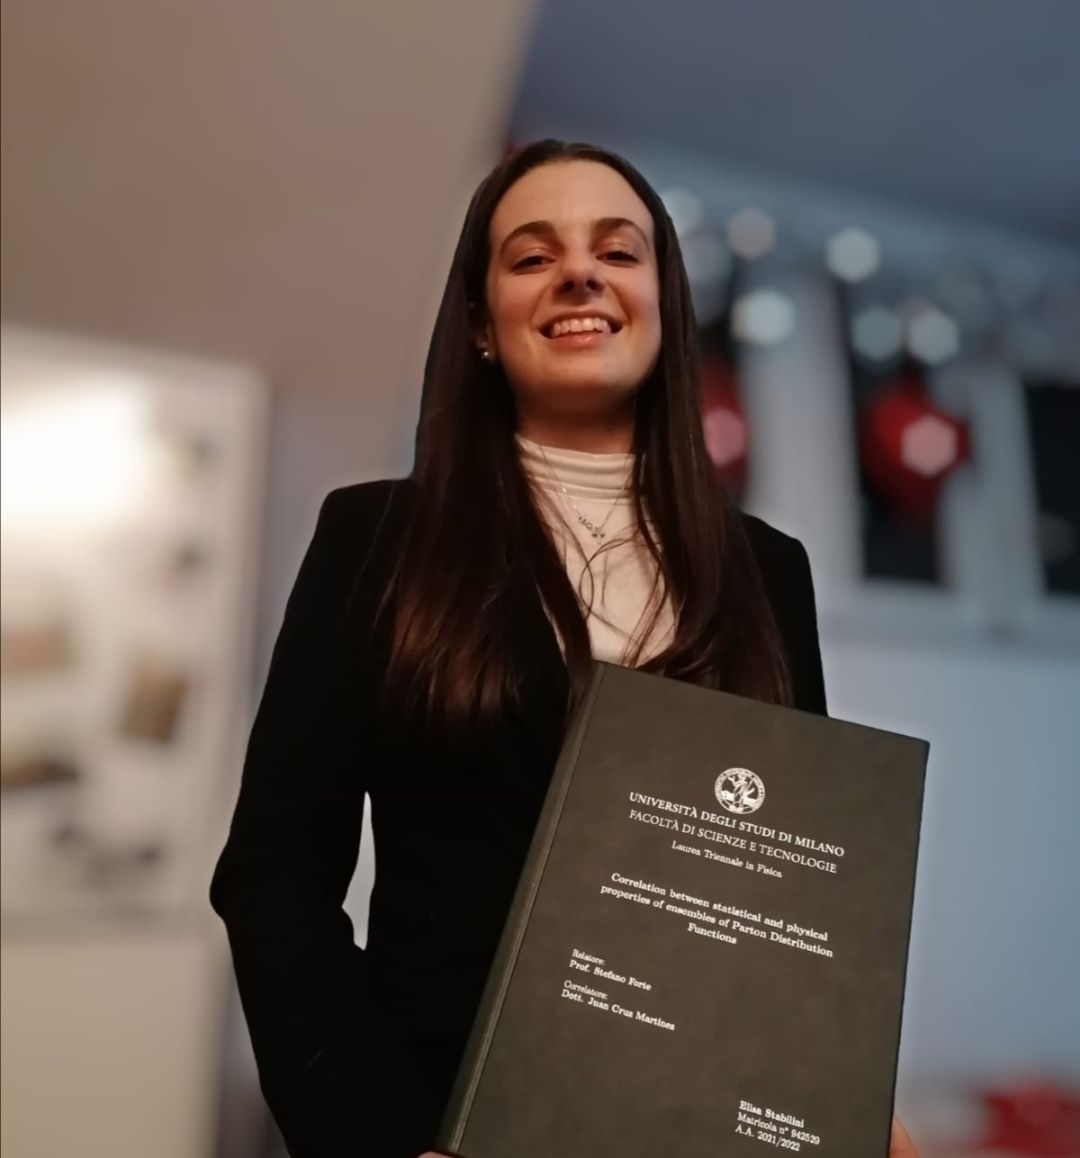 UNIVERSITÀ DEGLI STUDI DI MILANO
FACOLTÀ DI SCIENZE E TECNOLOGIE
Laurea Triennale in Fisica
Correlation between statistical and physical
properties of ensembles of Parton Distribution
Functions
Relatore:
Prof. Stefano Forte
Correlatore:
Dott. Juan Cruz Martinez
Elisa Stabilini
Matricola n° 942529
A.A. 2021/2022